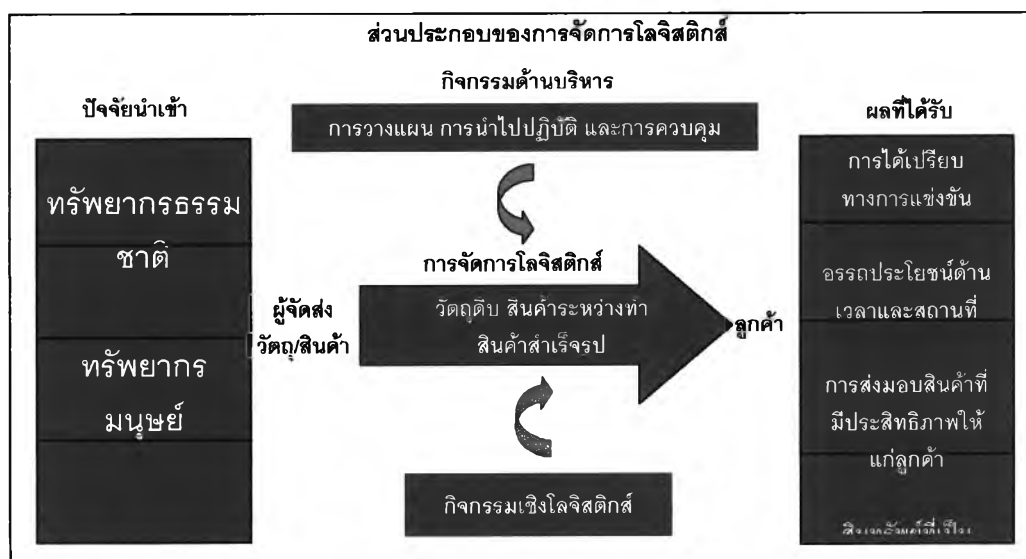 ส่วนประกอบของการจัดการโลจิสติกส์
กิจกรรมด้านบริหาร
ปัจจัยนำเข้า
ผลที่ได้รับ
การวางแผน การนำไปปฏิบัติ และการควบคุม
ทรัพยากรธรรม
ชาติ
ทรัพยากร
มนุษย์
ผู้จัดส่ง
วัตถุ/สินค้า
การจัดการโลจิสติกส์
วัตถุดิบ สินค้าระหว่างทำ
สินค้าสำเร็จรูป
ลูกค้า
กิจกรรมเชิงโลจิสติกส์
การได้เปรียบ
ทางการแข่งขัน
อรรถประโยชน์ด้าน
เวลาและสถานที่
การส่งมอบสินค้าที่
มีประสิทธิภาพให้
แก่ลูกค้า